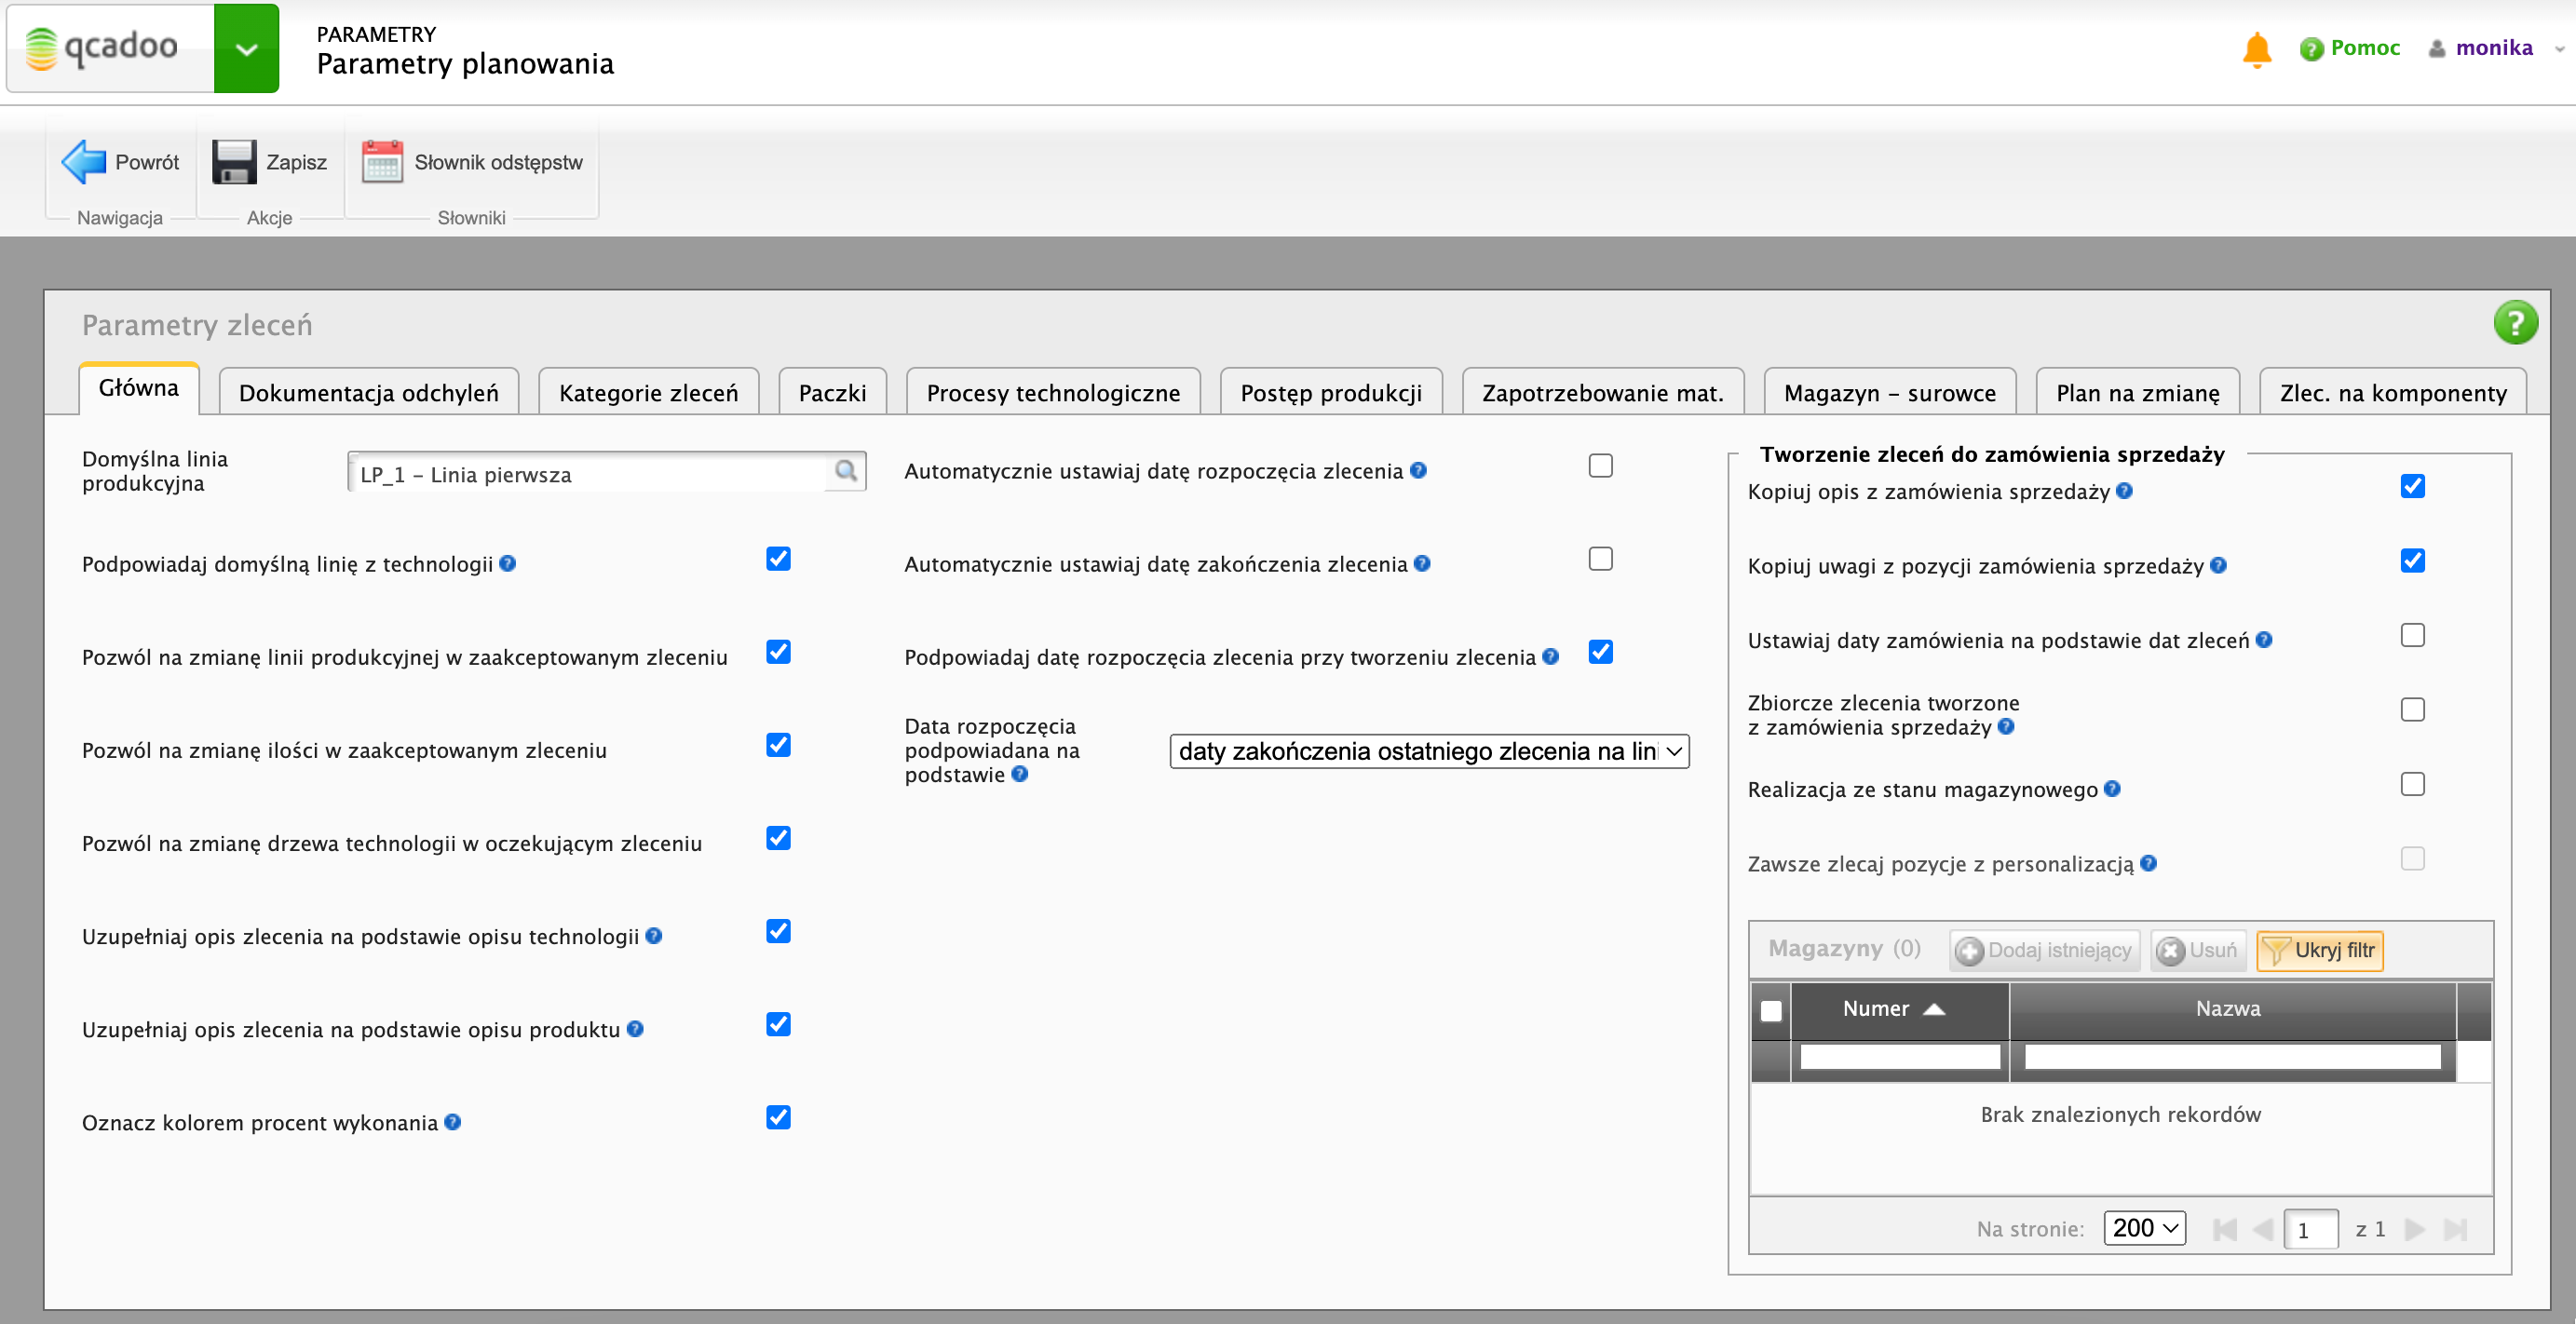 qcadoo
PARAMETRY
Parametry planowania
Pomoc
monika
Powrót
Zapisz
Słownik odstępstw
Nawigacja
Akcje
Słowniki
Parametry zleceń
Główna
Dokumentacja odchyleń
Kategorie zleceń
Paczki
Procesy technologiczne
Postęp produkcji
Zapotrzebowanie mat.
Magazyn – surowce
Plan na zmianę
Zlec. na komponenty
Domyślna linia
produkcyjna
LP_1 – Linia pierwsza
Podpowiadaj domyślną linię z technologii
Pozwól na zmianę linii produkcyjnej w zaakceptowanym zleceniu
Pozwól na zmianę ilości w zaakceptowanym zleceniu
Pozwól na zmianę drzewa technologii w oczekującym zleceniu
Uzupełniaj opis zlecenia na podstawie opisu technologii
Uzupełniaj opis zlecenia na podstawie opisu produktu
Oznacz kolorem procent wykonania
Automatycznie ustawiaj datę rozpoczęcia zlecenia
Automatycznie ustawiaj datę zakończenia zlecenia
Podpowiadaj datę rozpoczęcia zlecenia przy tworzeniu zlecenia
Data rozpoczęcia
podpowiadana na
podstawie
daty zakończenia ostatniego zlecenia na lini
Tworzenie zleceń do zamówienia sprzedaży
Kopiuj opis z zamówienia sprzedaży
Kopiuj uwagi z pozycji zamówienia sprzedaży
Ustawiaj daty zamówienia na podstawie dat zleceń
Zbiorcze zlecenia tworzone
z zamówienia sprzedaży
Realizacja ze stanu magazynowego
Zawsze zlecaj pozycje z personalizacją
Magazyny (0)
Dodaj istniejący
Usuń
Ukryj filtr
Numer
Nazwa
Brak znalezionych rekordów
Na stronie:
200
1
z 1